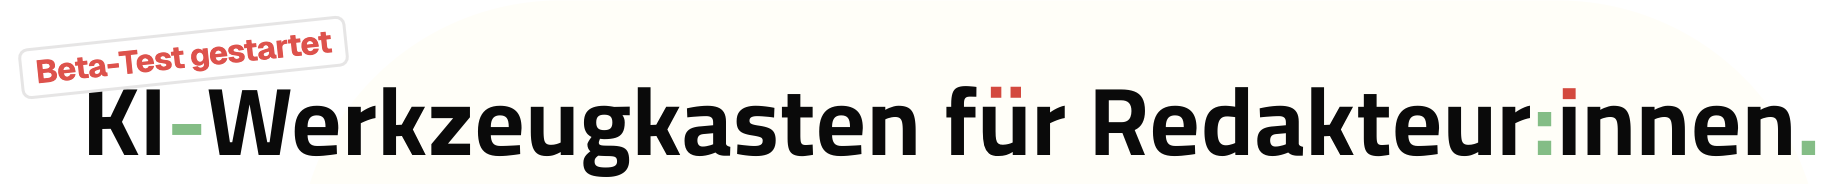 Beta-Test gestartet
KI-Werkzeugkasten für Redakteur:innen.